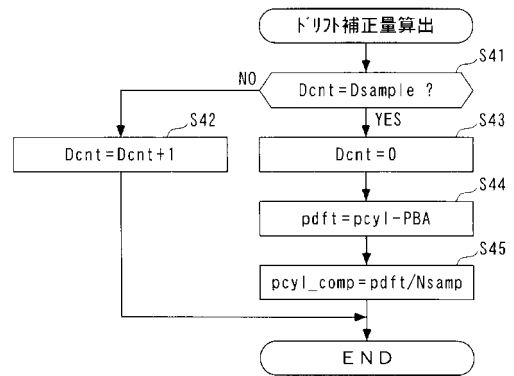 ドリフト補正量算出
S41
Dcnt=Dsample ?
NO
YES
S42
Dcnt=Dcnt+1
S43
Dcnt=0
S44
pdft=pcyl-PBA
S45
pcyl_comp=pdft/Nsamp
END